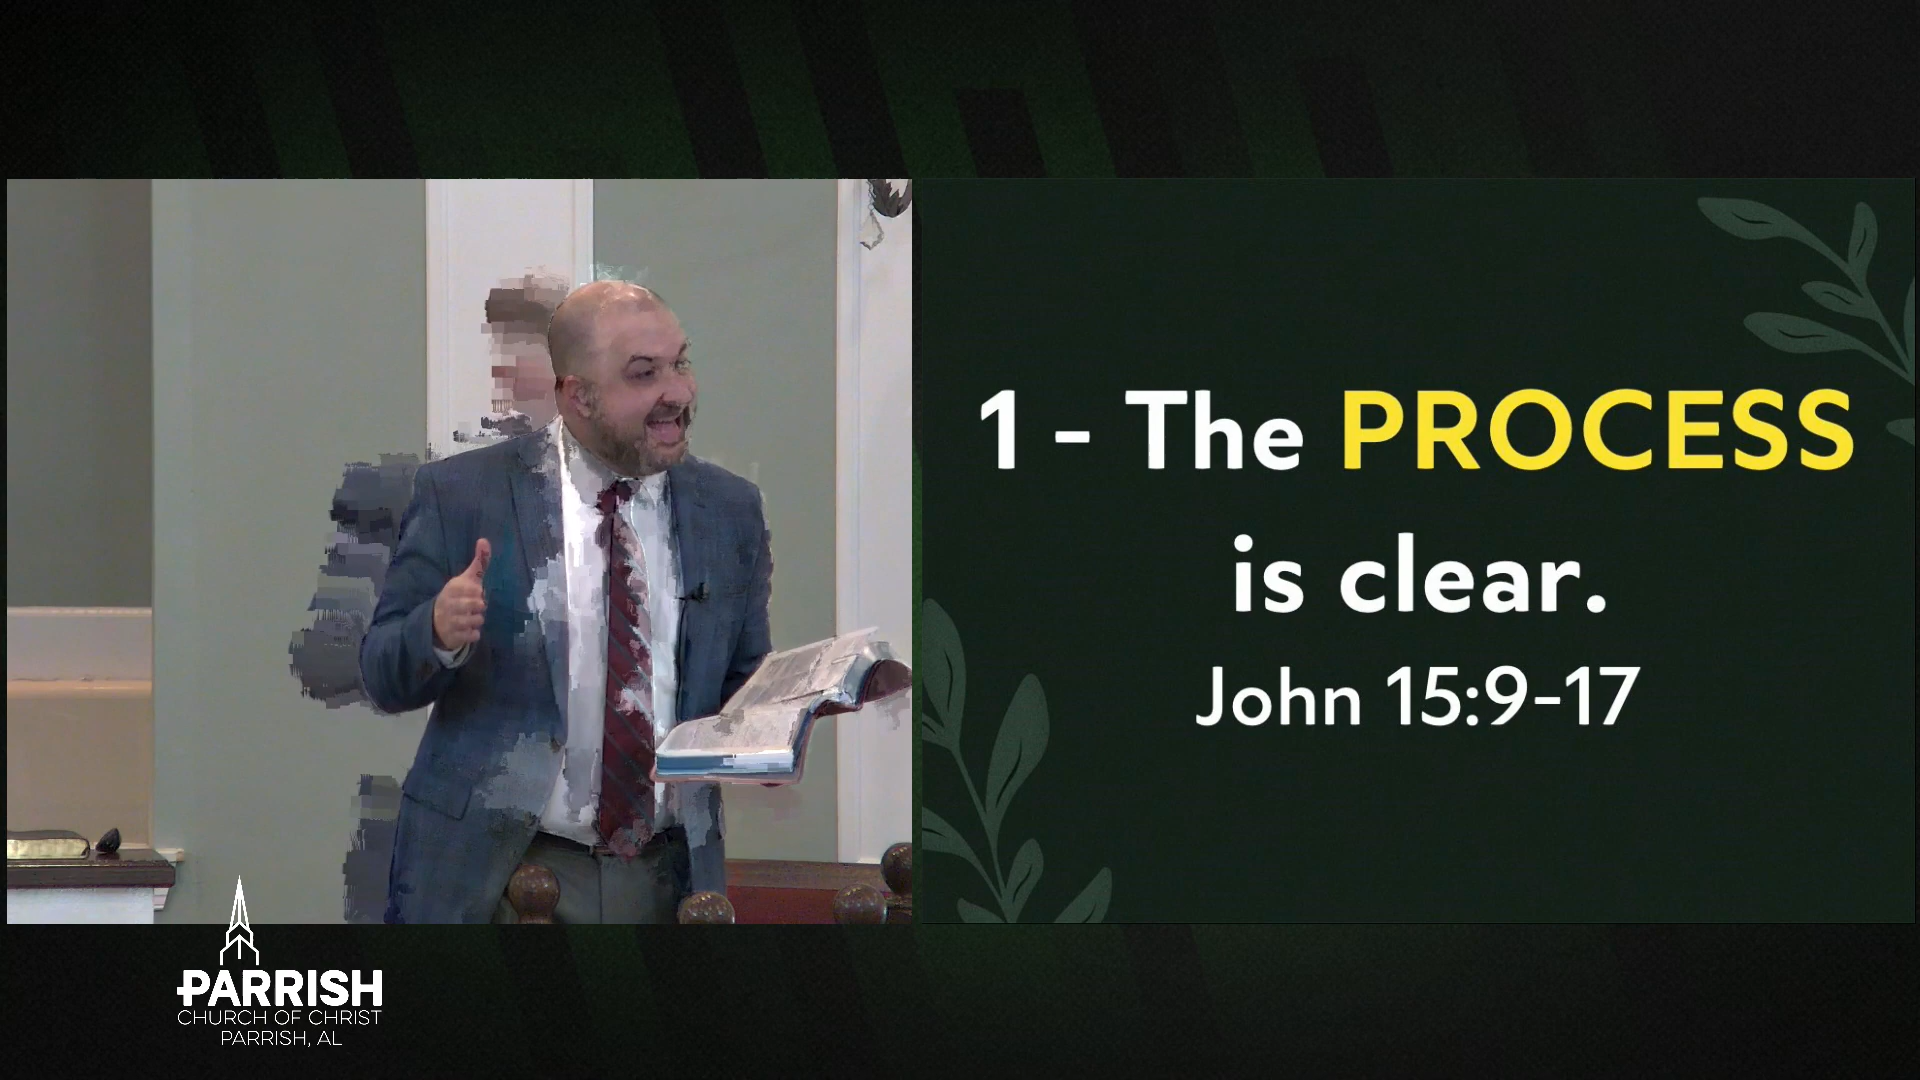 1 - The PROCESS
is clear.
John 15:9-17
PARRISH
CHURCH OF CHRIST
PARRISH, AL